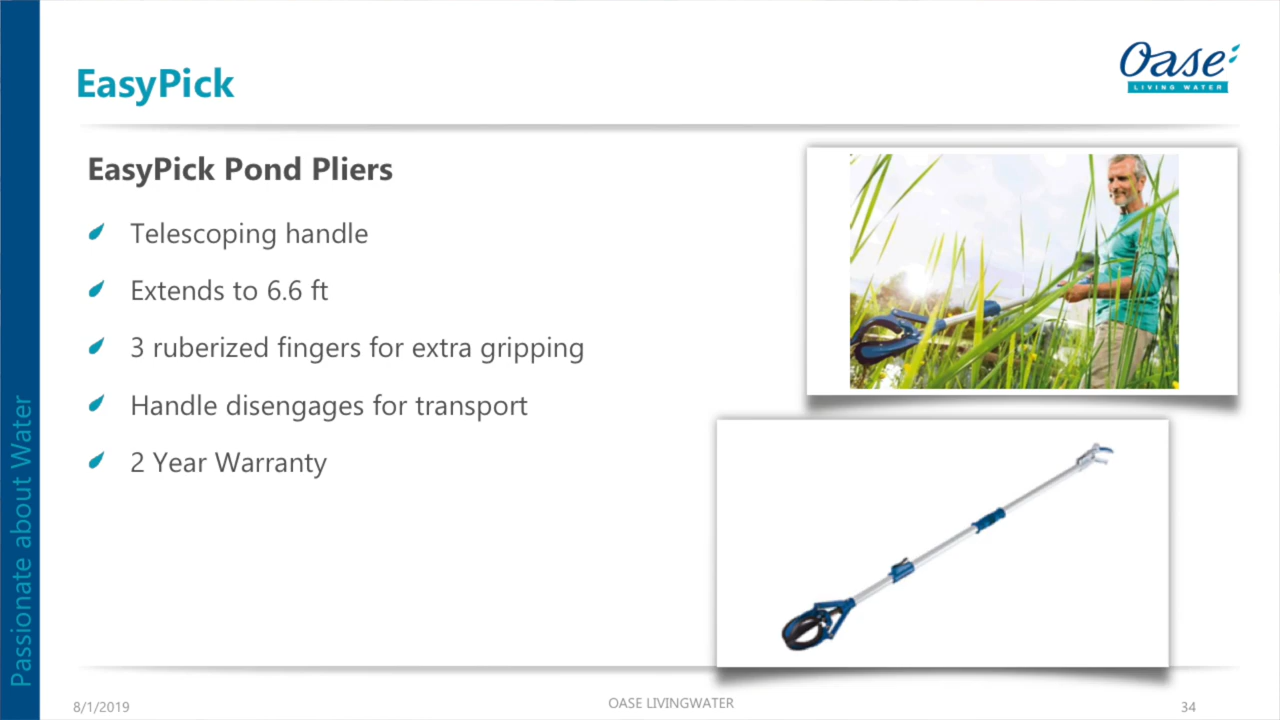 EasyPick
Oase
LIVING WATER
EasyPick Pond Pliers
Telescoping handle
Extends to 6.6 ft
3 ruberized fingers for extra gripping
Handle disengages for transport
2 Year Warranty
Passionate about Water
8/1/2019
OASE LIVINGWATER
34